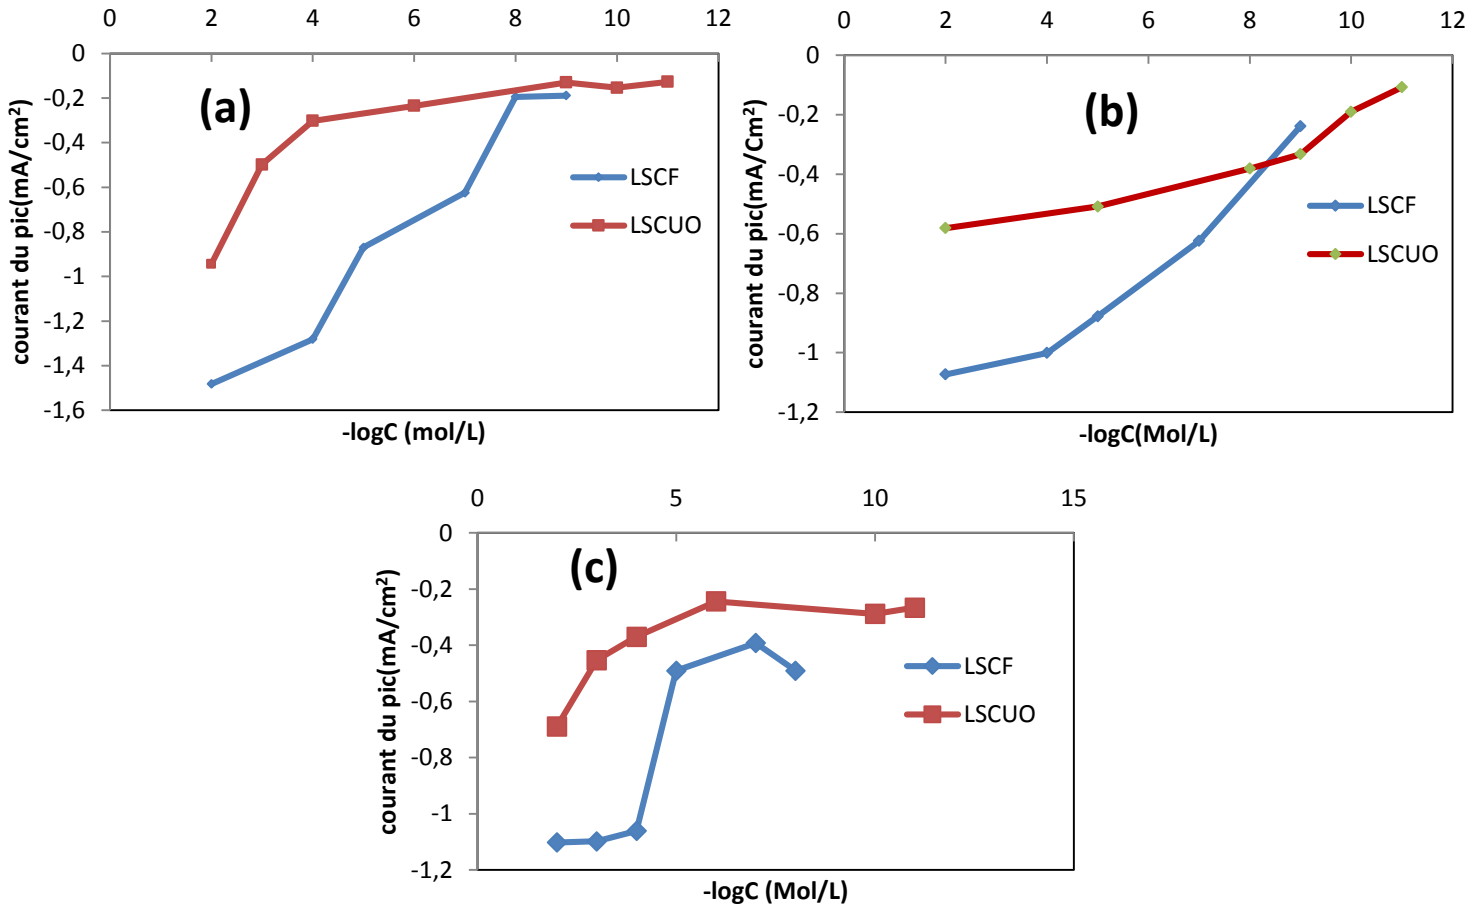 0 2 4 6 8 10 12
0
-0,2
-0,4
-0,6
-0,8
-1
-1,2
-1,4
-1,6
courant du pic(mA/cm²)
(a)
LSCF
LSCUO
-logC (mol/L)
0 2 4 6 8 10 12
0
-0,2
-0,4
-0,6
-0,8
-1
-1,2
courant du pic(mA/Cm²)
(b)
LSCF
LSCUO
-logC(Mol/L)
0 5 10 15
0
-0,2
-0,4
-0,6
-0,8
-1
-1,2
courant du pic(mA/cm²)
(c)
LSCF
LSCUO
-logC (Mol/L)